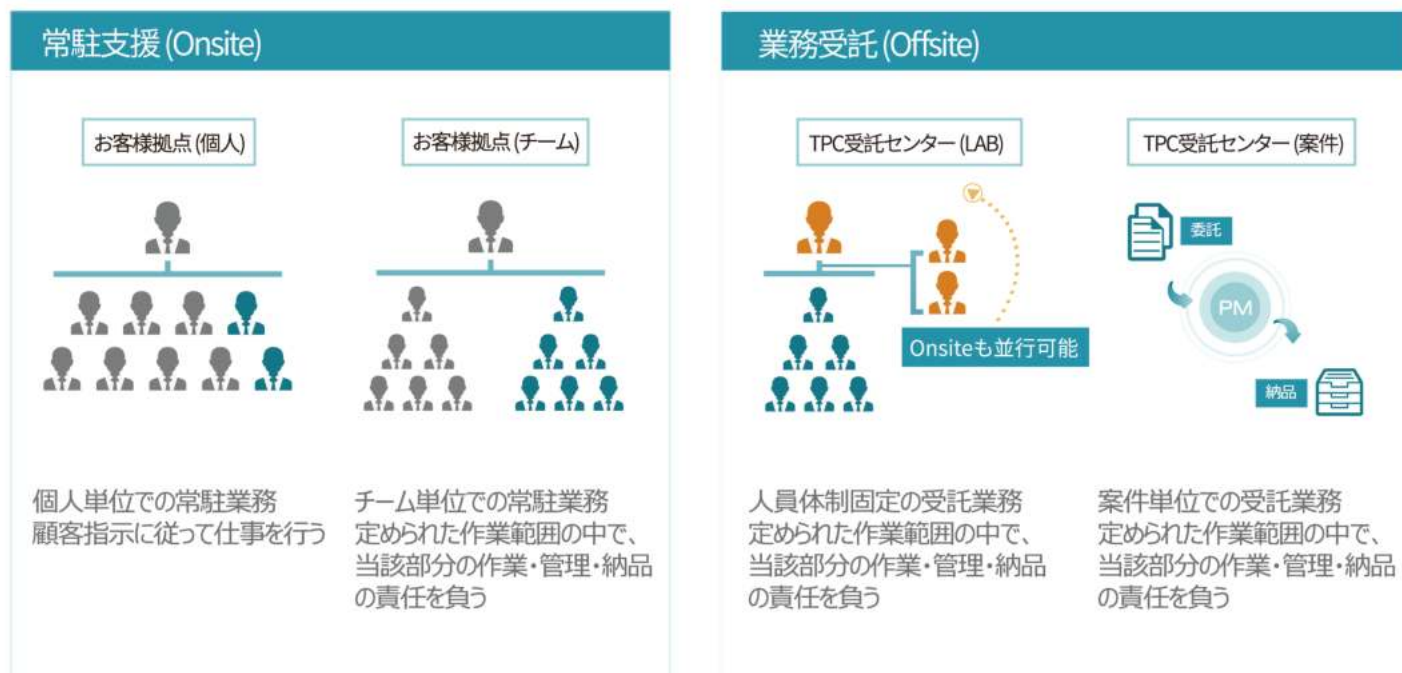 常駐支援 (Onsite)
お客様拠点 (個人)
お客様拠点 (チーム)
個人単位での常駐業務
顧客指示に従って仕事を行う
チーム単位での常駐業務
定められた作業範囲の中で、
当該部分の作業・管理・納品
の責任を負う
業務受託 (Offsite)
TPC受託センター (LAB)
TPC受託センター (案件)
Onsiteも並行可能
委託
PM
納品
人員体制固定の受託業務
定められた作業範囲の中で、
当該部分の作業・管理・納品
の責任を負う
案件単位での受託業務
定められた作業範囲の中で、
当該部分の作業・管理・納品
の責任を負う